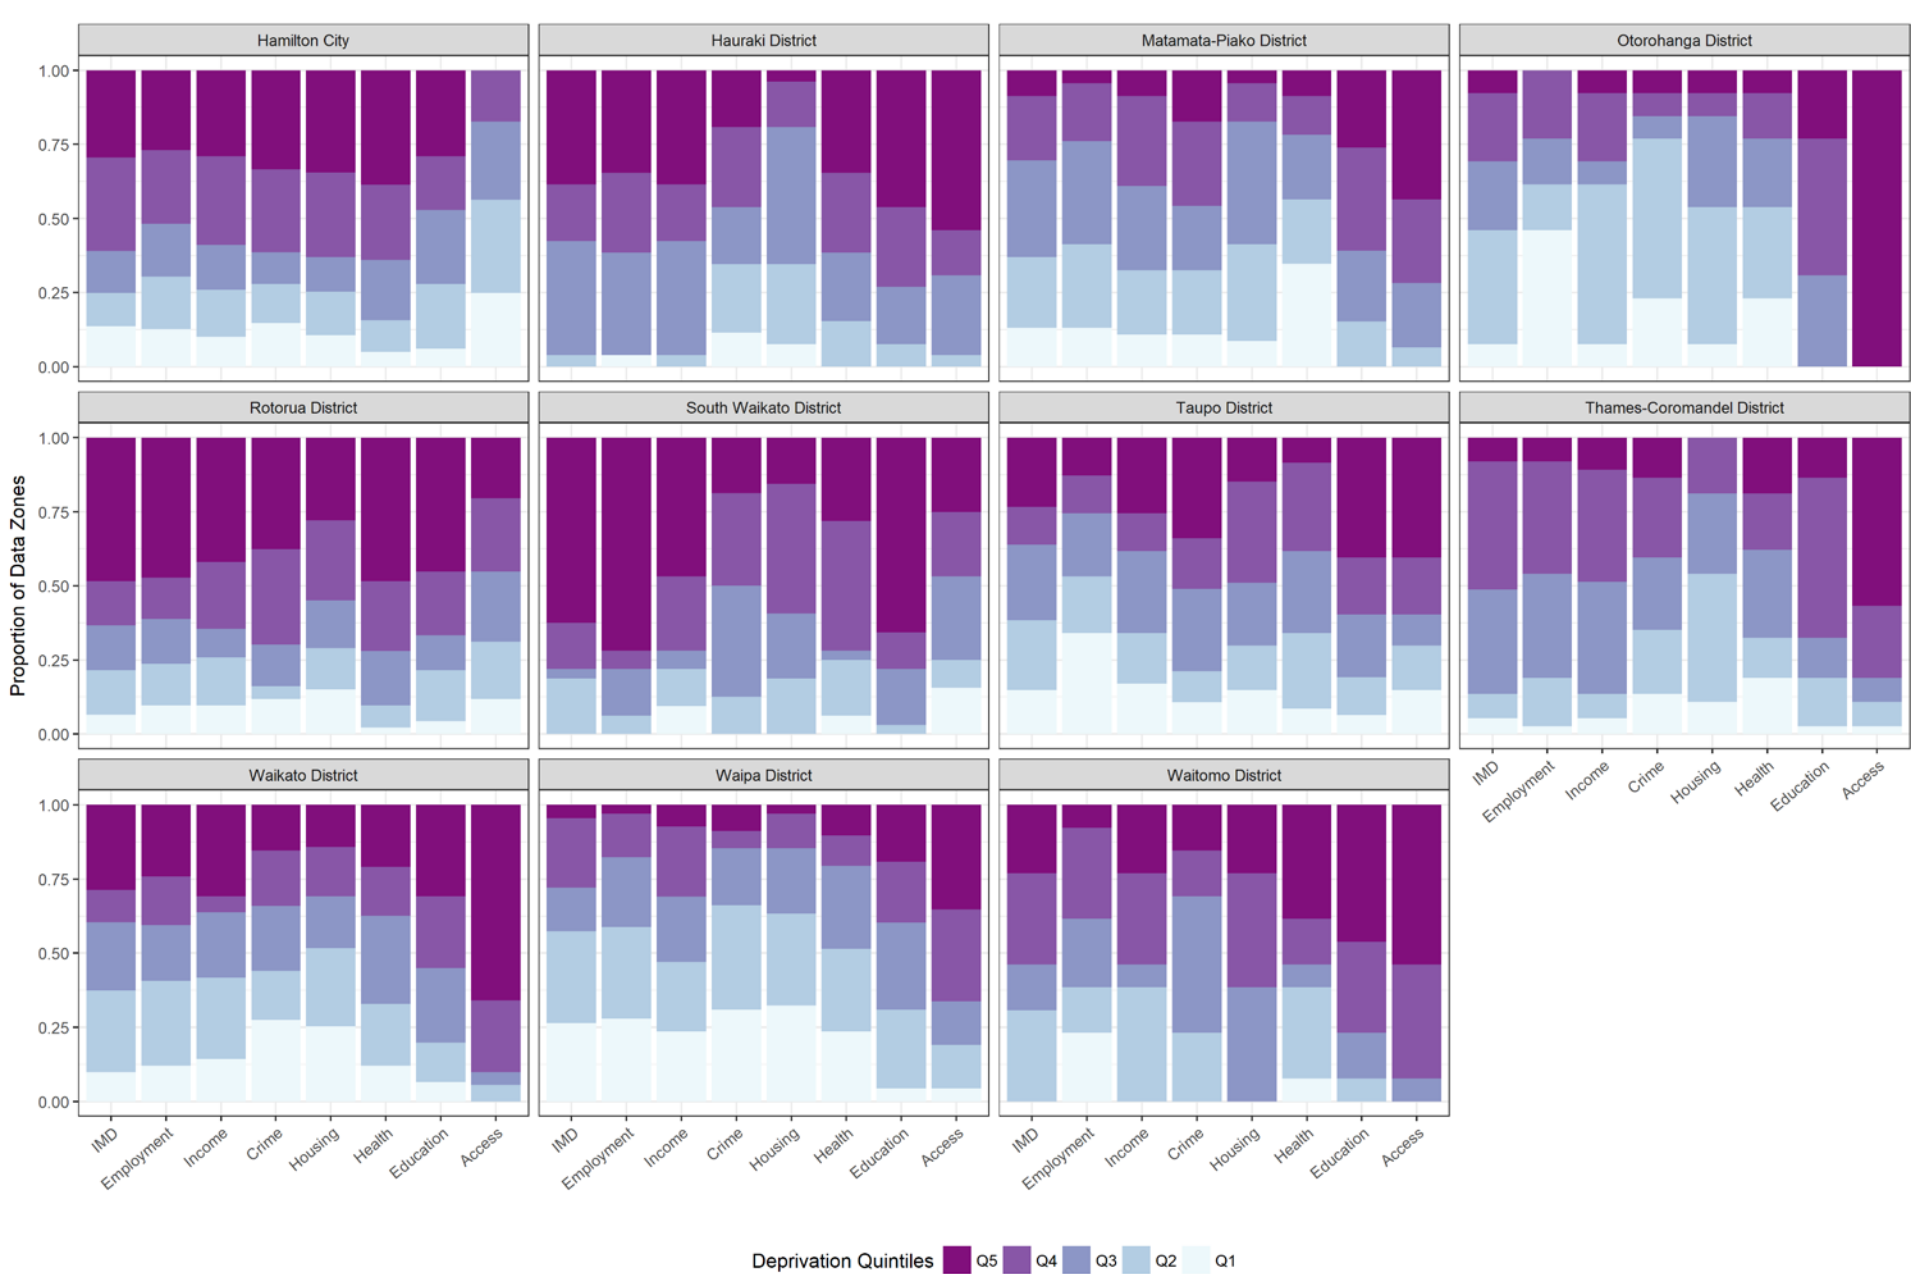 Hamilton City
Hauraki District
Matamata-Piako District
Otorohanga District
1.00
0.75
0.50
0.25
0.00
Rotorua District
South Waikato District
Taupo District
Thames-Coromandel District
Proportion of Data Zones
1.00
0.75
0.50
0.25
0.00
IMD
Employment
Income
Crime
Housing
Health
Education
Access
Waikato District
Waipa District
Waitomo District
1.00
0.75
0.50
0.25
0.00
IMD
Employment
Income
Crime
Housing
Health
Education
Access
IMD
Employment
Income
Crime
Housing
Health
Education
Access
IMD
Employment
Income
Crime
Housing
Health
Education
Access
Deprivation Quintiles Q5 Q4 Q3 Q2 Q1